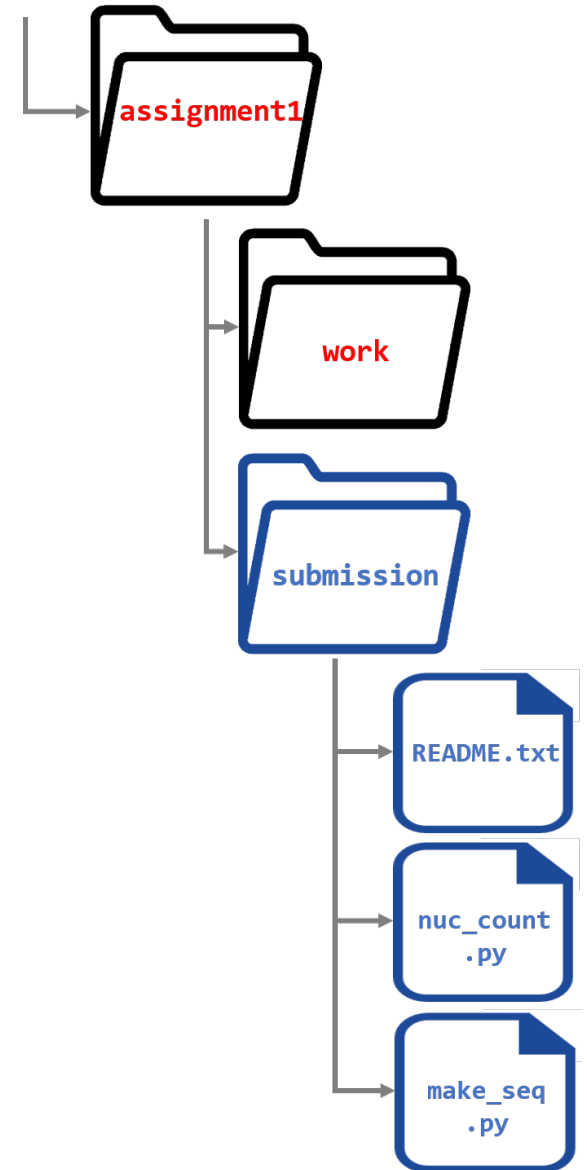 assignment1
work
submission
README.txt
nuc_count
.py
make_seq
.py